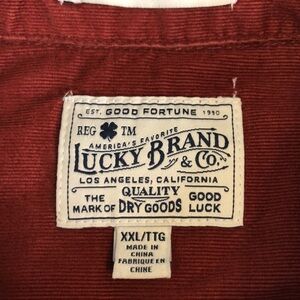 EST. GOOD FORTUNE 1990
REG TM
AMERICA'S FAVORITE
LUCKY BRAND
& Co.
LOS ANGELES, CALIFORNIA
THE MARK OF QUALITY DRY GOODS GOOD LUCK
XXL/TTG
MADE IN
CHINA
FABRIQUÉ EN
CHINE